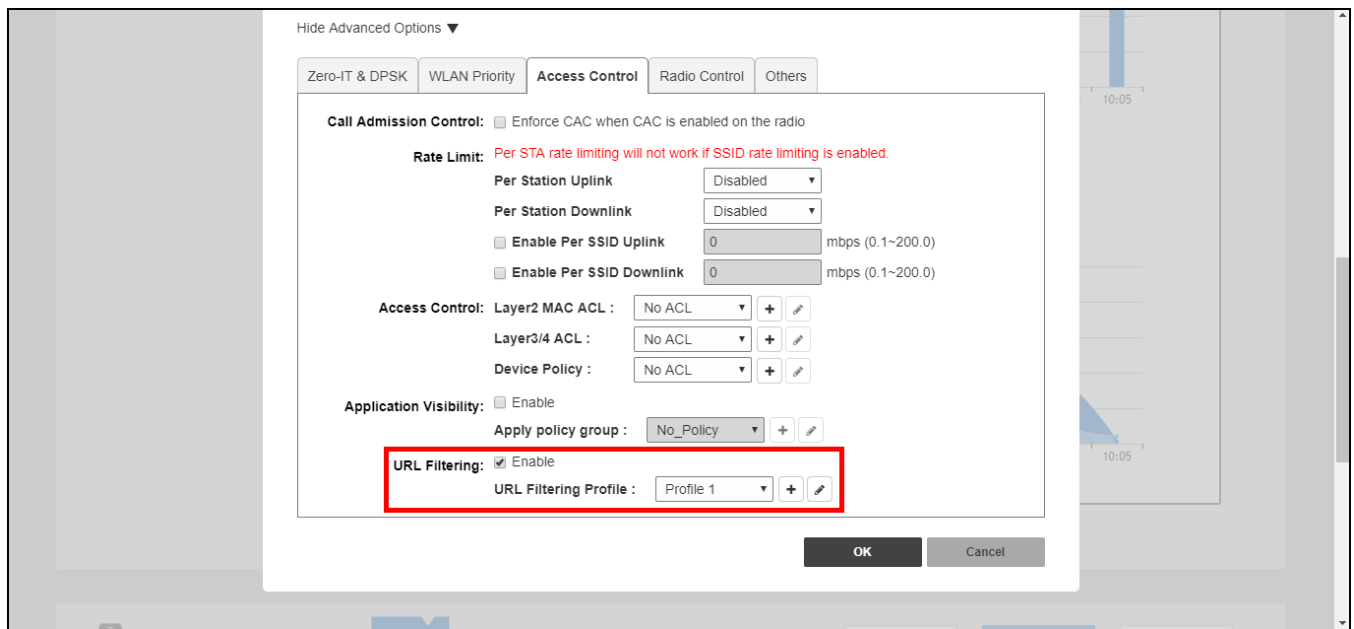 Hide Advanced Options ▼
Zero-IT & DPSK WLAN Priority Access Control Radio Control Others
10:05
Call Admission Control: Enforce CAC when CAC is enabled on the radio
Rate Limit: Per STA rate limiting will not work if SSID rate limiting is enabled.
Per Station Uplink Disabled
Per Station Downlink Disabled
Enable Per SSID Uplink 0 mbps (0.1~200.0)
Enable Per SSID Downlink 0 mbps (0.1~200.0)
Access Control: Layer2 MAC ACL : No ACL
Layer3/4 ACL : No ACL
Device Policy : No ACL
Application Visibility: Enable
Apply policy group : No_Policy
10:05
URL Filtering: Enable
URL Filtering Profile : Profile 1
OK Cancel